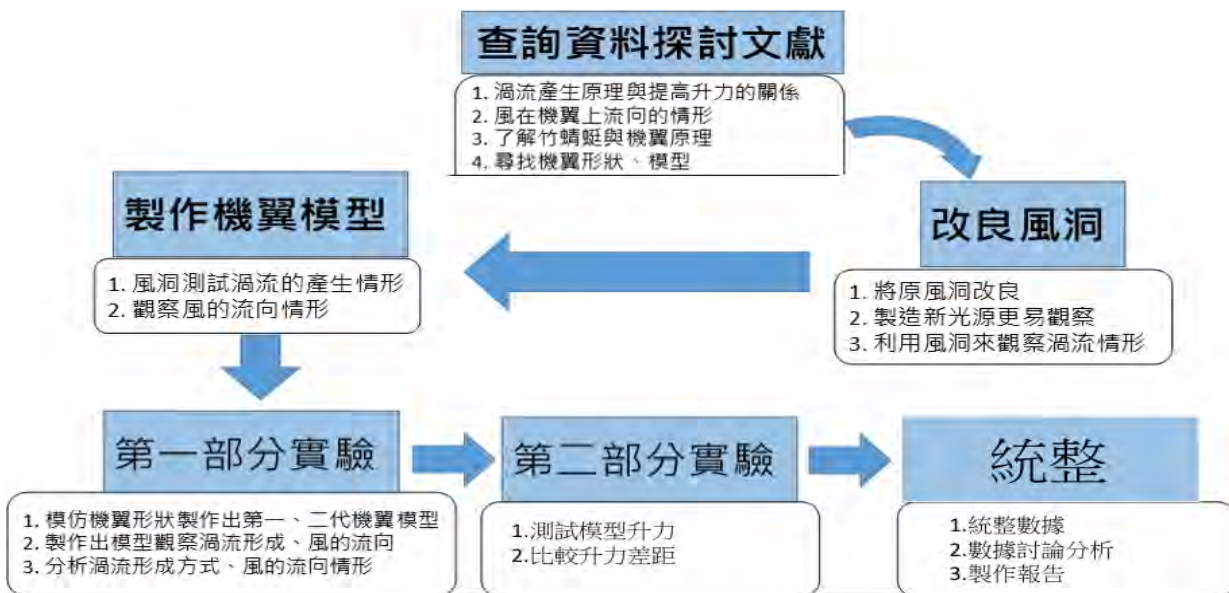 查詢資料探討文獻
1. 渦流產生原理與提高升力的關係
2. 風在機翼上流向的情形
3. 了解竹蜻蜓與機翼原理
4. 尋找機翼形狀、模型
改良風洞
1. 將原風洞改良
2. 製造新光源更易觀察
3. 利用風洞來觀察渦流情形
製作機翼模型
1. 風洞測試渦流的產生情形
2. 觀察風的流向情形
第一部分實驗
1. 模仿機翼形狀製作出第一、二代機翼模型
2. 製作出模型觀察渦流形成、風的流向
3. 分析渦流形成方式、風的流向情形
第二部分實驗
1.測試模型升力
2.比較升力差距
統整
1.統整數據
2.數據討論分析
3.製作報告